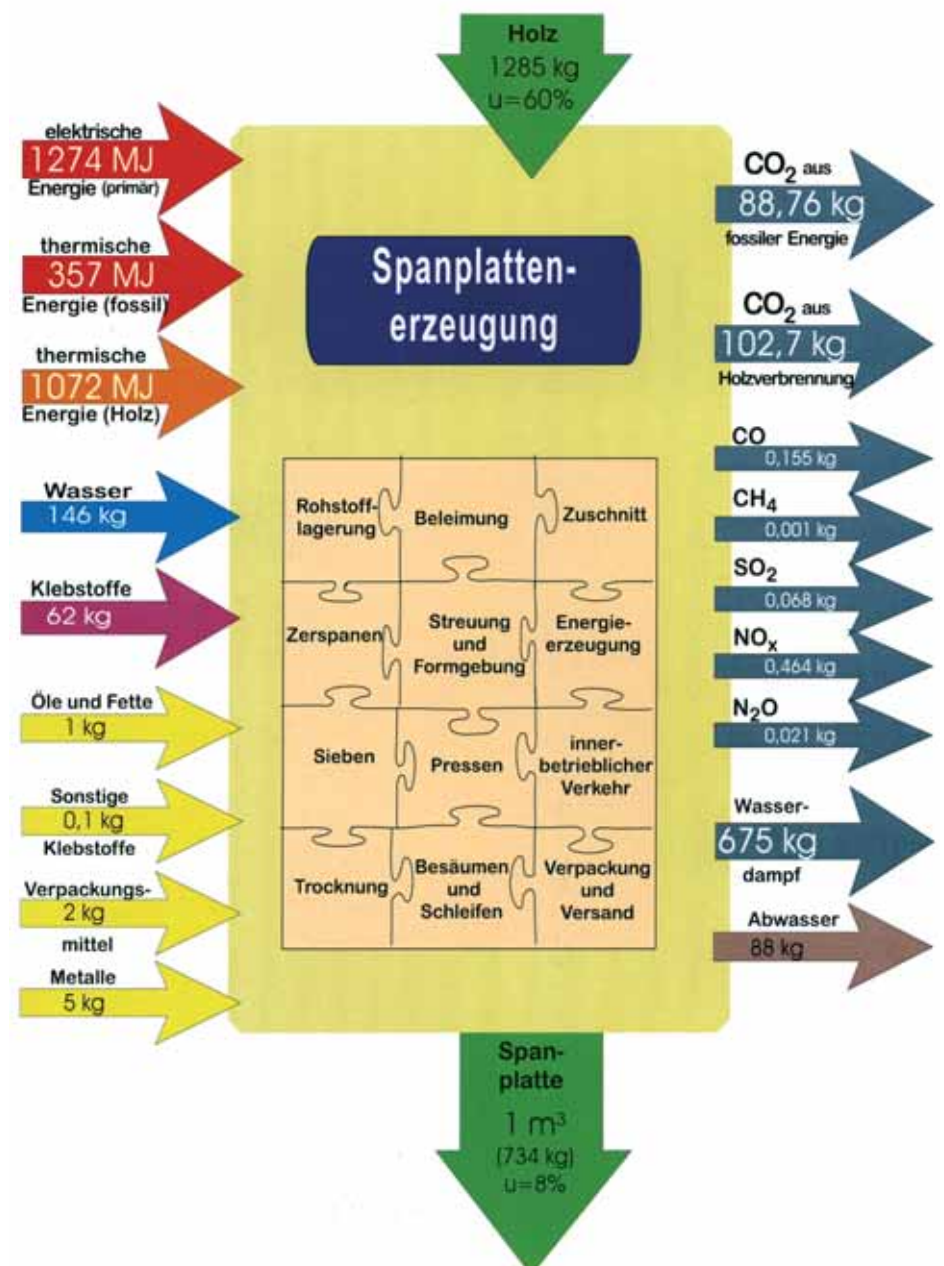 Holz
1285 kg
u=60%
elektrische
1274 MJ
Energie (primär)
thermische
357 MJ
Energie (fossil)
thermische
1072 MJ
Energie (Holz)
Wasser
146 kg
Klebstoffe
62 kg
Öle und Fette
1 kg
Sonstige
0,1 kg
Klebstoffe
Verpackungs-
2 kg
mittel
Metalle
5 kg
Spanplatten-
erzeugung
Rohstoff-
lagerung
Beleimung
Zuschnitt
Zerspanen
Streuung
und
Formgebung
Energie-
erzeugung
Sieben
Pressen
inner-
betrieblicher
Verkehr
Trocknung
Besäumen
und
Schleifen
Verpackung
und
Versand
CO₂ aus
88,76 kg
fossiler Energie
CO₂ aus
102,7 kg
Holzverbrennung
CO
0,155 kg
CH₄
0,001 kg
SO₂
0,068 kg
NOₓ
0,464 kg
N₂O
0,021 kg
Wasser-
675 kg
dampf
Abwasser
88 kg
Span-
platte
1 m³
(734 kg)
u=8%